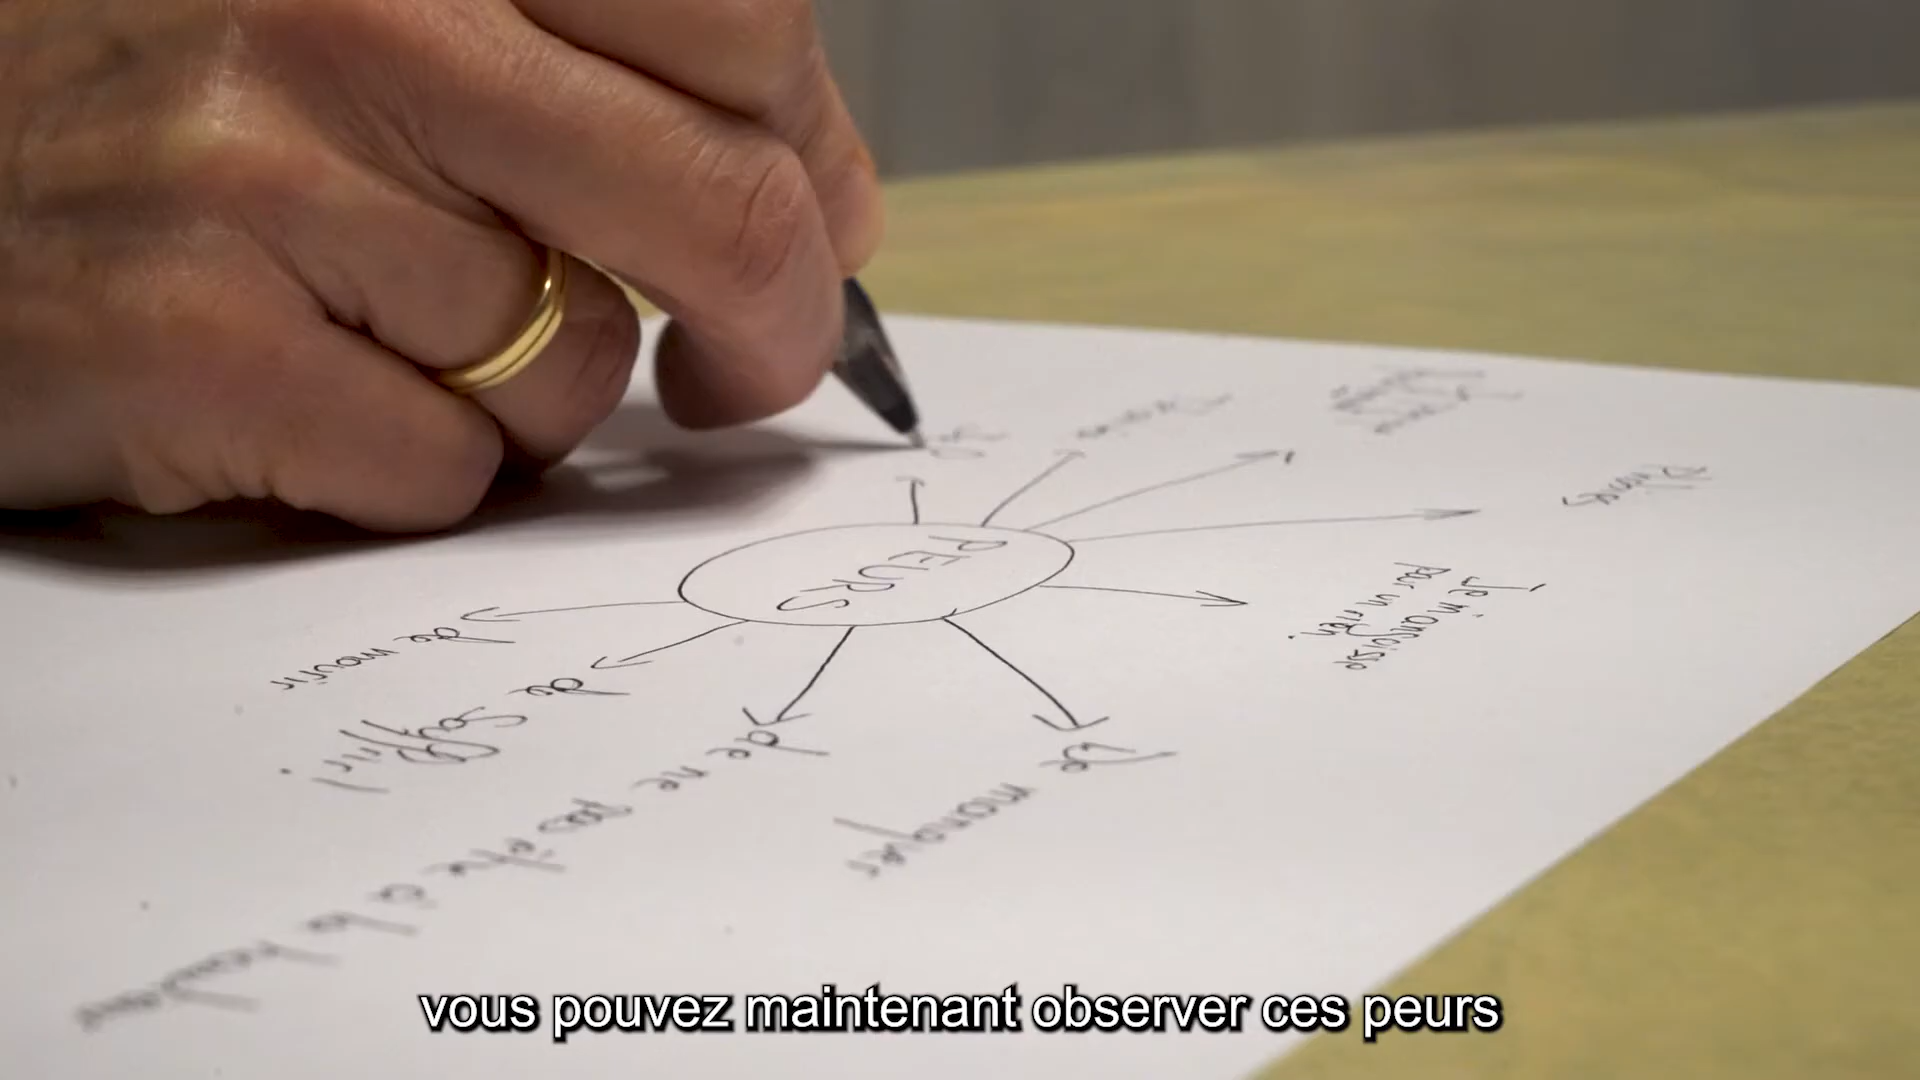 PEURS
de mourir
de souffrir!
de ne pas être à la hauteur
De manger
Je m'angoisse
pour un rien!
vous pouvez maintenant observer ces peurs